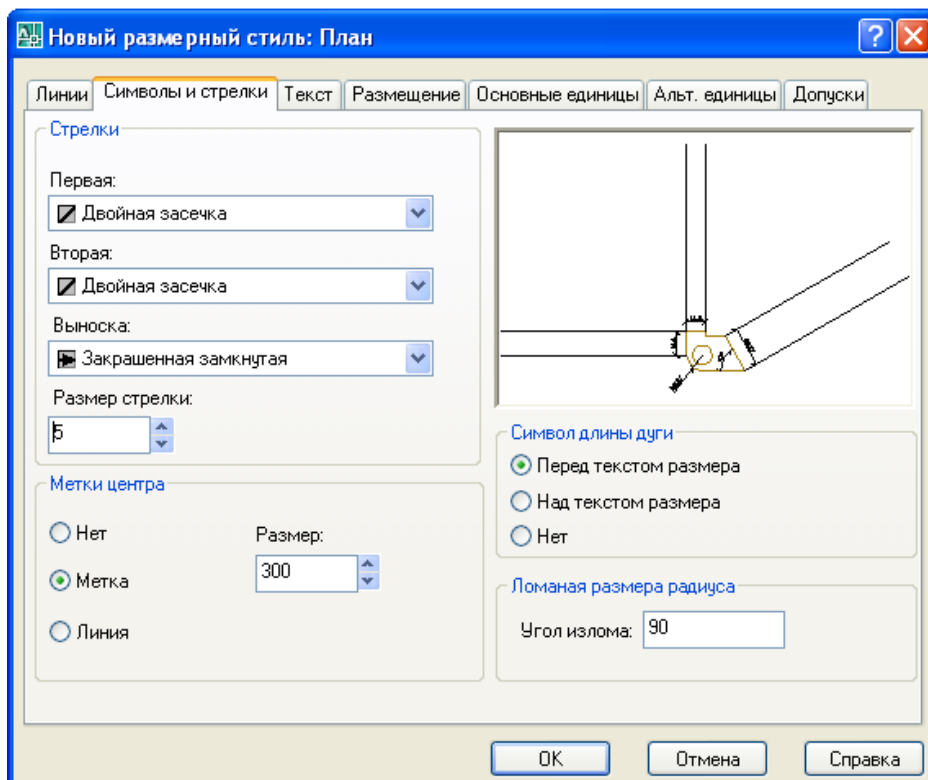 Новый размерный стиль: План
Линии Символы и стрелки Текст Размещение Основные единицы Альт. единицы Допуски
Стрелки
Первая:
Двойная засечка
Вторая:
Двойная засечка
Выноска:
Закрашенная замкнутая
Размер стрелки:
5
Метки центра
Нет
Размер:
300
Метка
Линия
Символ длины дуги
Перед текстом размера
Над текстом размера
Нет
Ломаная размера радиуса
Угол излома: 90
OK Отмена Справка